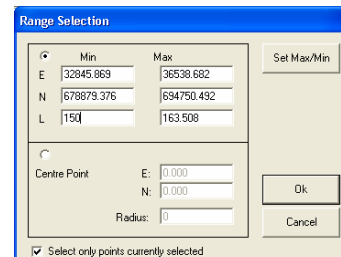 Range Selection
Min Max Set Max/Min
E 32845.869 36538.682
N 678879.376 694750.492
L 150 163.508
Centre Point E: 0.000
N: 0.000
Radius: 0
Ok
Cancel
Select only points currently selected